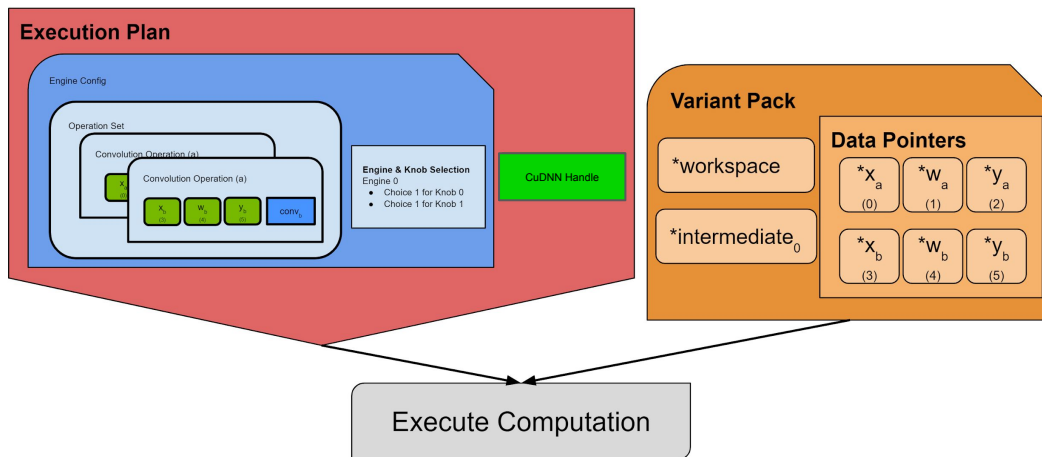 Execution Plan
Engine Config
Operation Set
Convolution Operation (a)
x
(0)
Convolution Operation (a)
x_b
(3)
w_b
(4)
y_b
(5)
conv_b
Engine & Knob Selection
Engine 0
● Choice 1 for Knob 0
● Choice 1 for Knob 1
CuDNN Handle
Variant Pack
*workspace
*intermediate_0
Data Pointers
*x_a
(0)
*w_a
(1)
*y_a
(2)
*x_b
(3)
*w_b
(4)
*y_b
(5)
Execute Computation